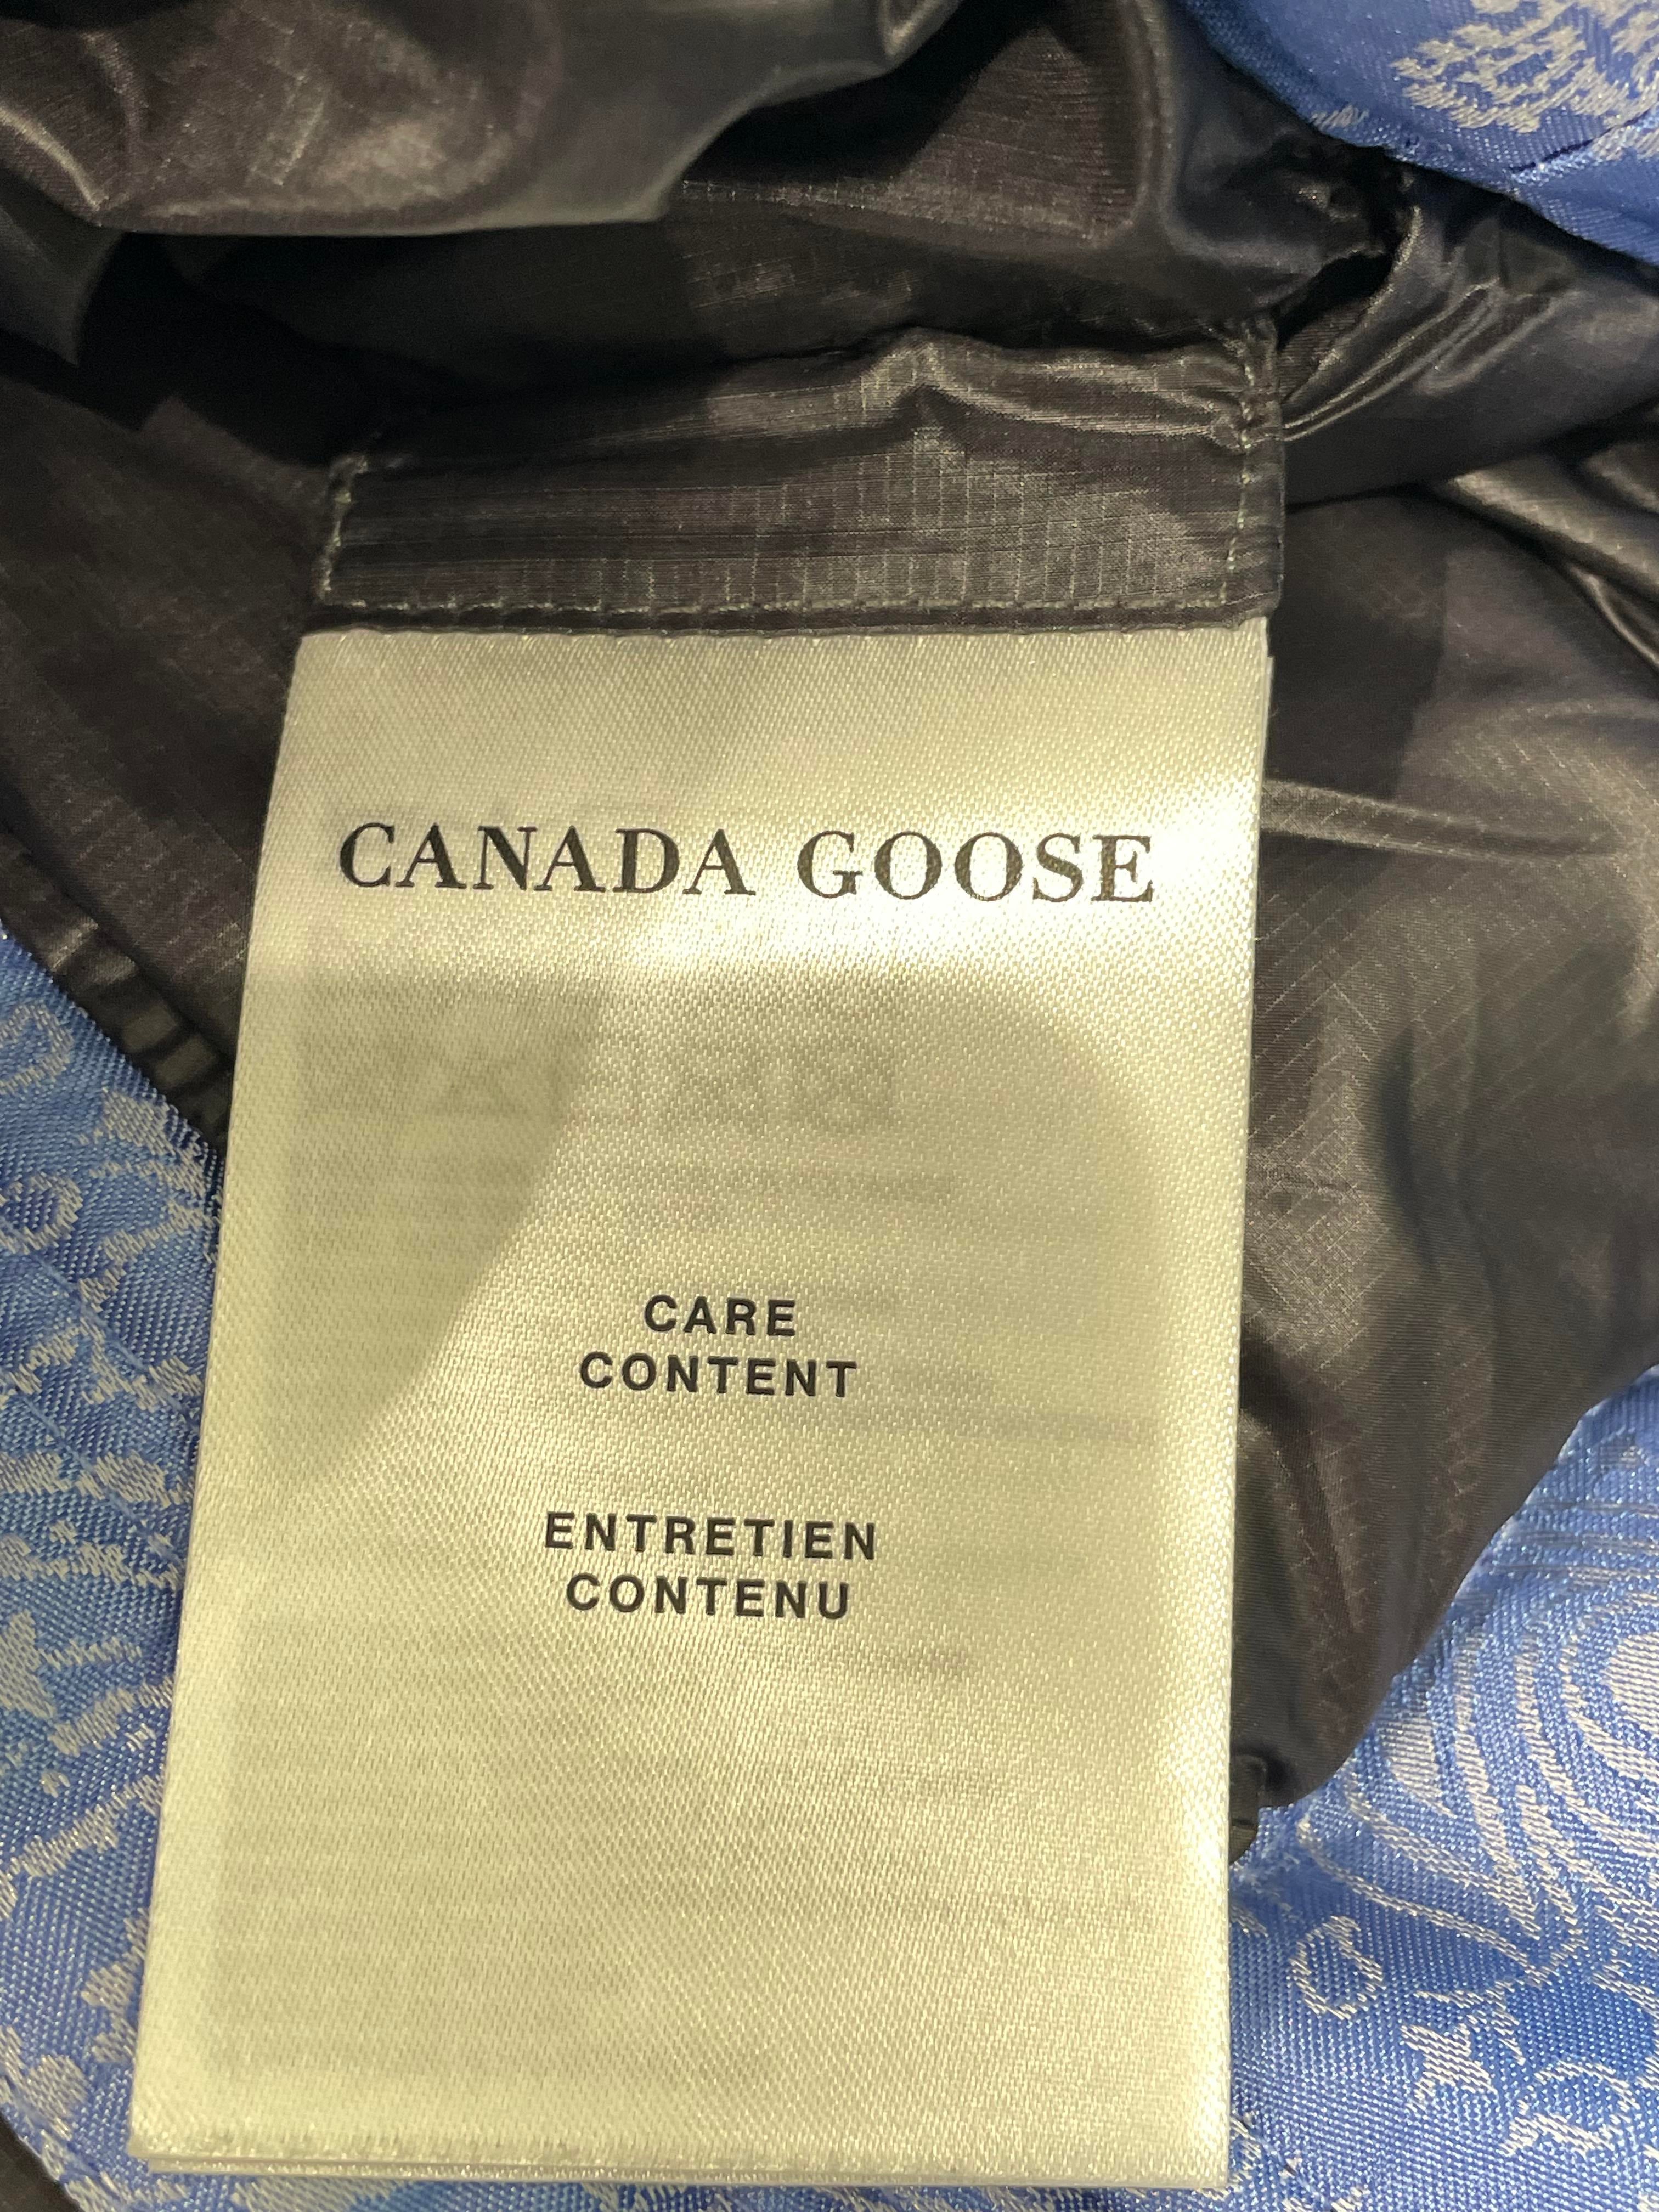 CANADA GOOSE
CARE
CONTENT
ENTRETIEN
CONTENU